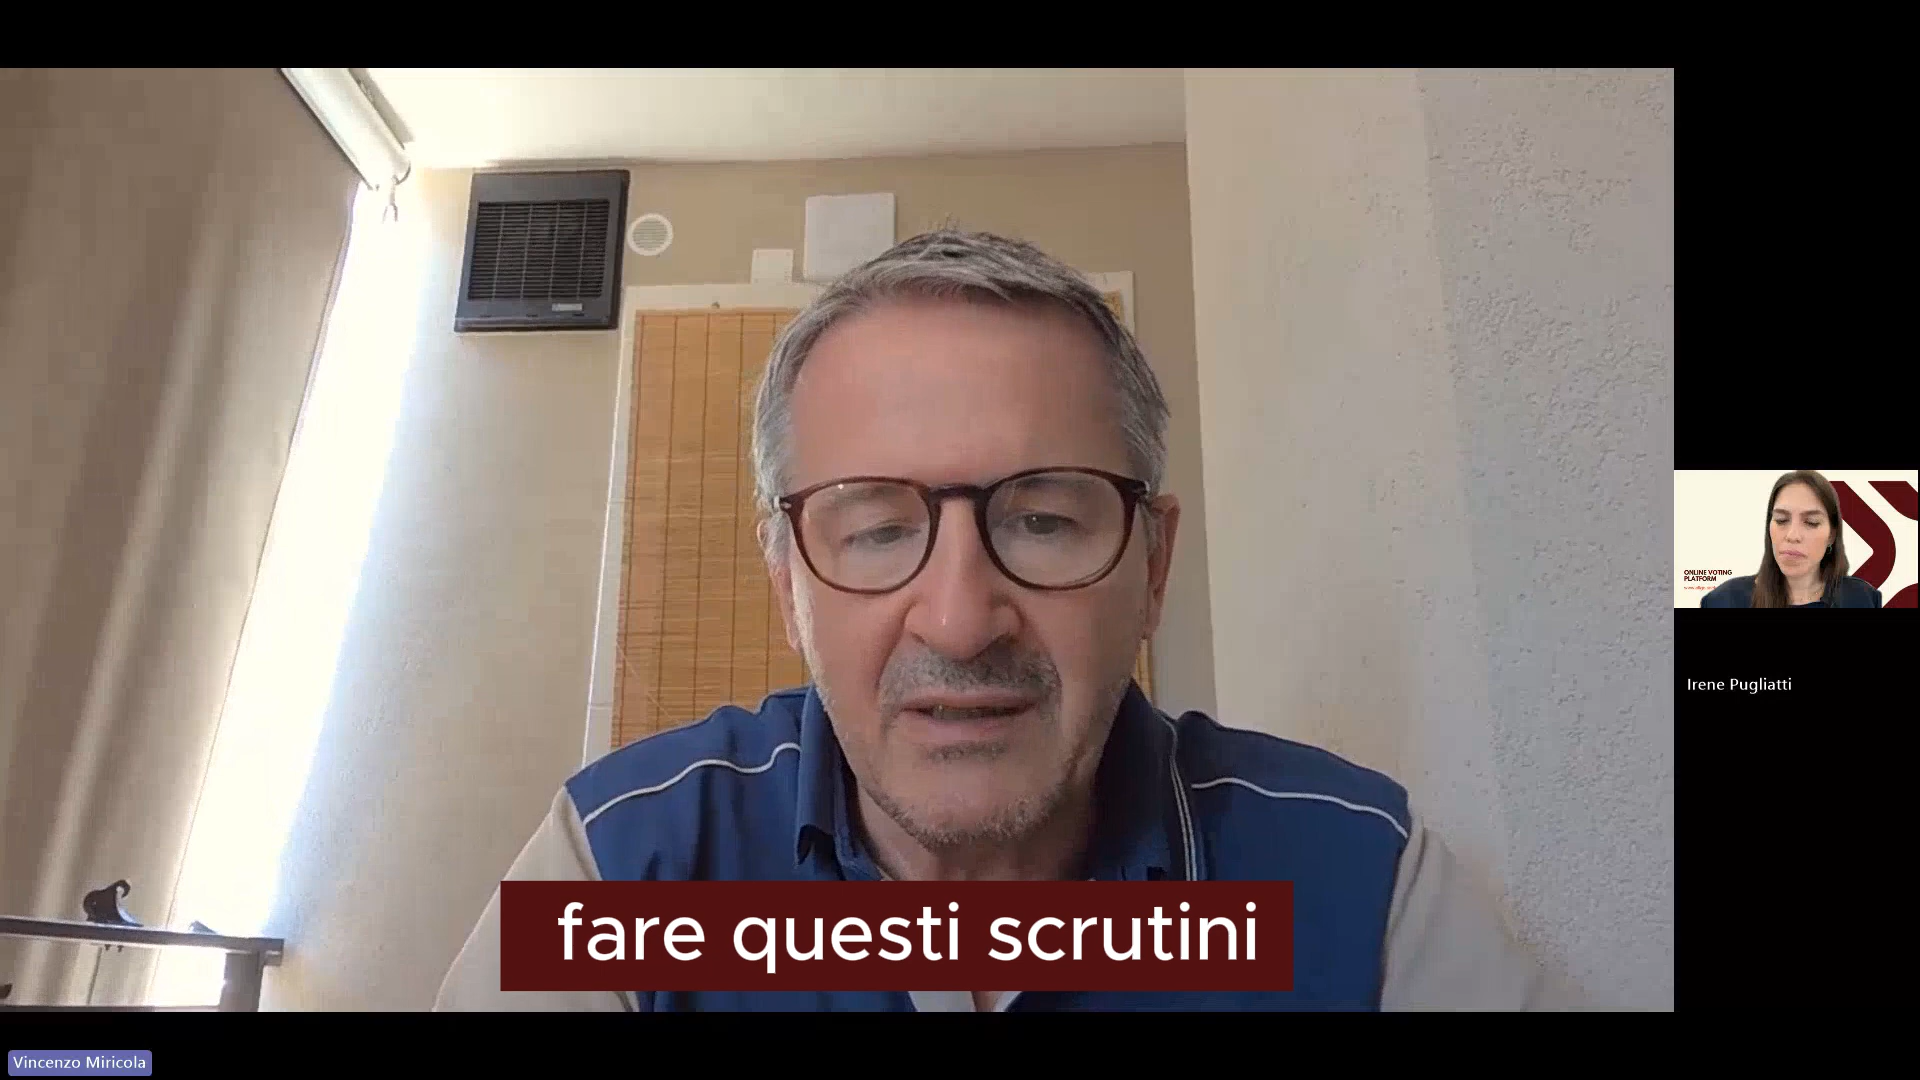 ONLINE VOTING
PLATFORM
Irene Pugliatti
fare questi scrutini
Vincenzo Miricola